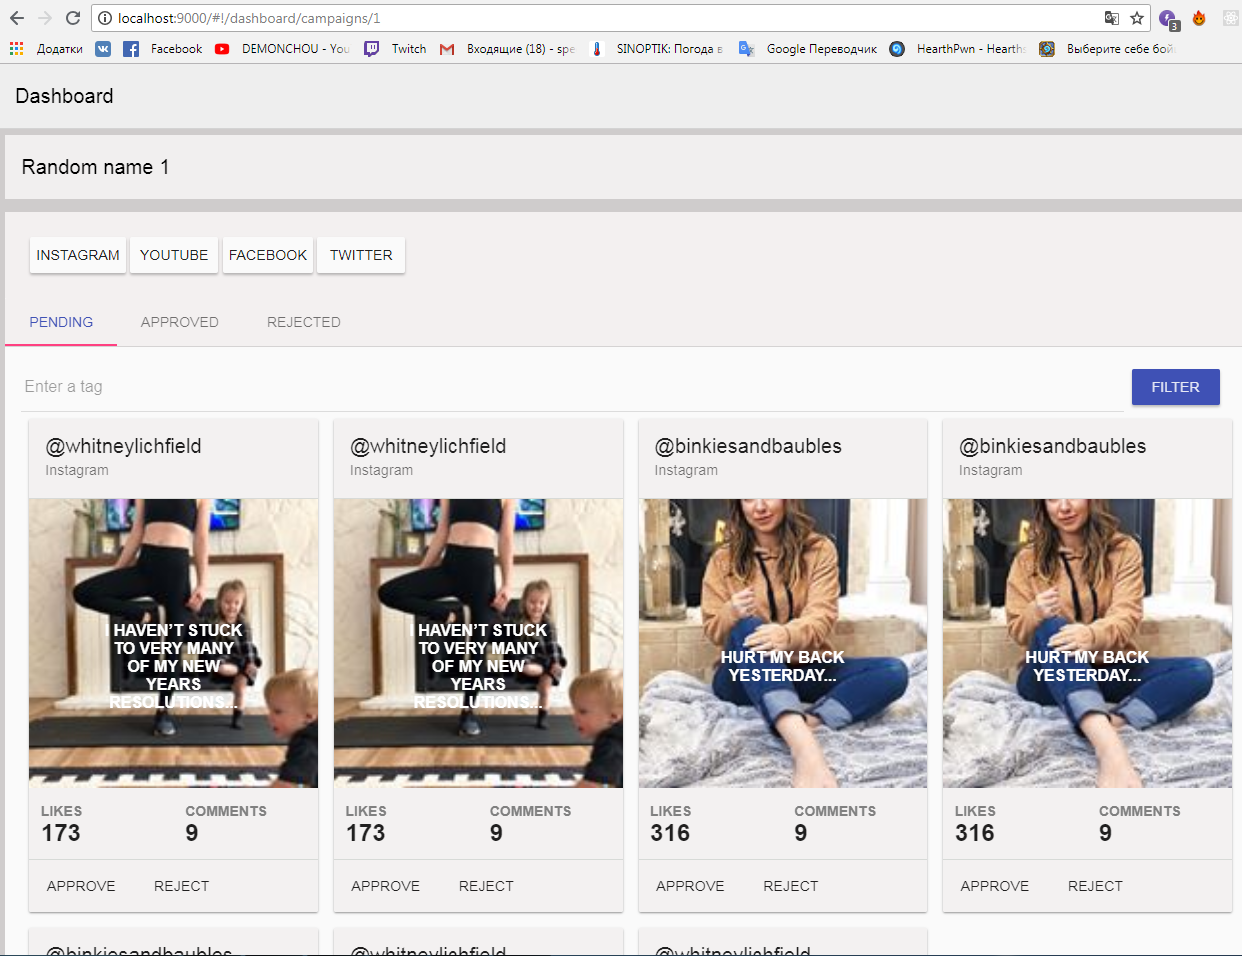 localhost:9000/#!/dashboard/campaigns/1
3
Додатки Facebook DEMONCHOU - You Twitch Входящие (18) - spe SINOPTIK: Погода в Google Переводчик HearthPwn - Hearths Выберите себе бой
Dashboard
Random name 1
INSTAGRAM YOUTUBE FACEBOOK TWITTER
PENDING APPROVED REJECTED
Enter a tag FILTER
@whitneylichfield
Instagram
I HAVEN'T STUCK
TO VERY MANY
OF MY NEW
YEARS
RESOLUTIONS...
LIKES COMMENTS
173 9
APPROVE REJECT
@whitneylichfield
Instagram
I HAVEN'T STUCK
TO VERY MANY
OF MY NEW
YEARS
RESOLUTIONS...
LIKES COMMENTS
173 9
APPROVE REJECT
@binkiesandbaubles
Instagram
HURT MY BACK
YESTERDAY...
LIKES COMMENTS
316 9
APPROVE REJECT
@binkiesandbaubles
Instagram
HURT MY BACK
YESTERDAY...
LIKES COMMENTS
316 9
APPROVE REJECT
@binkiesandbaubles @whitneylichfield @whitneylichfield